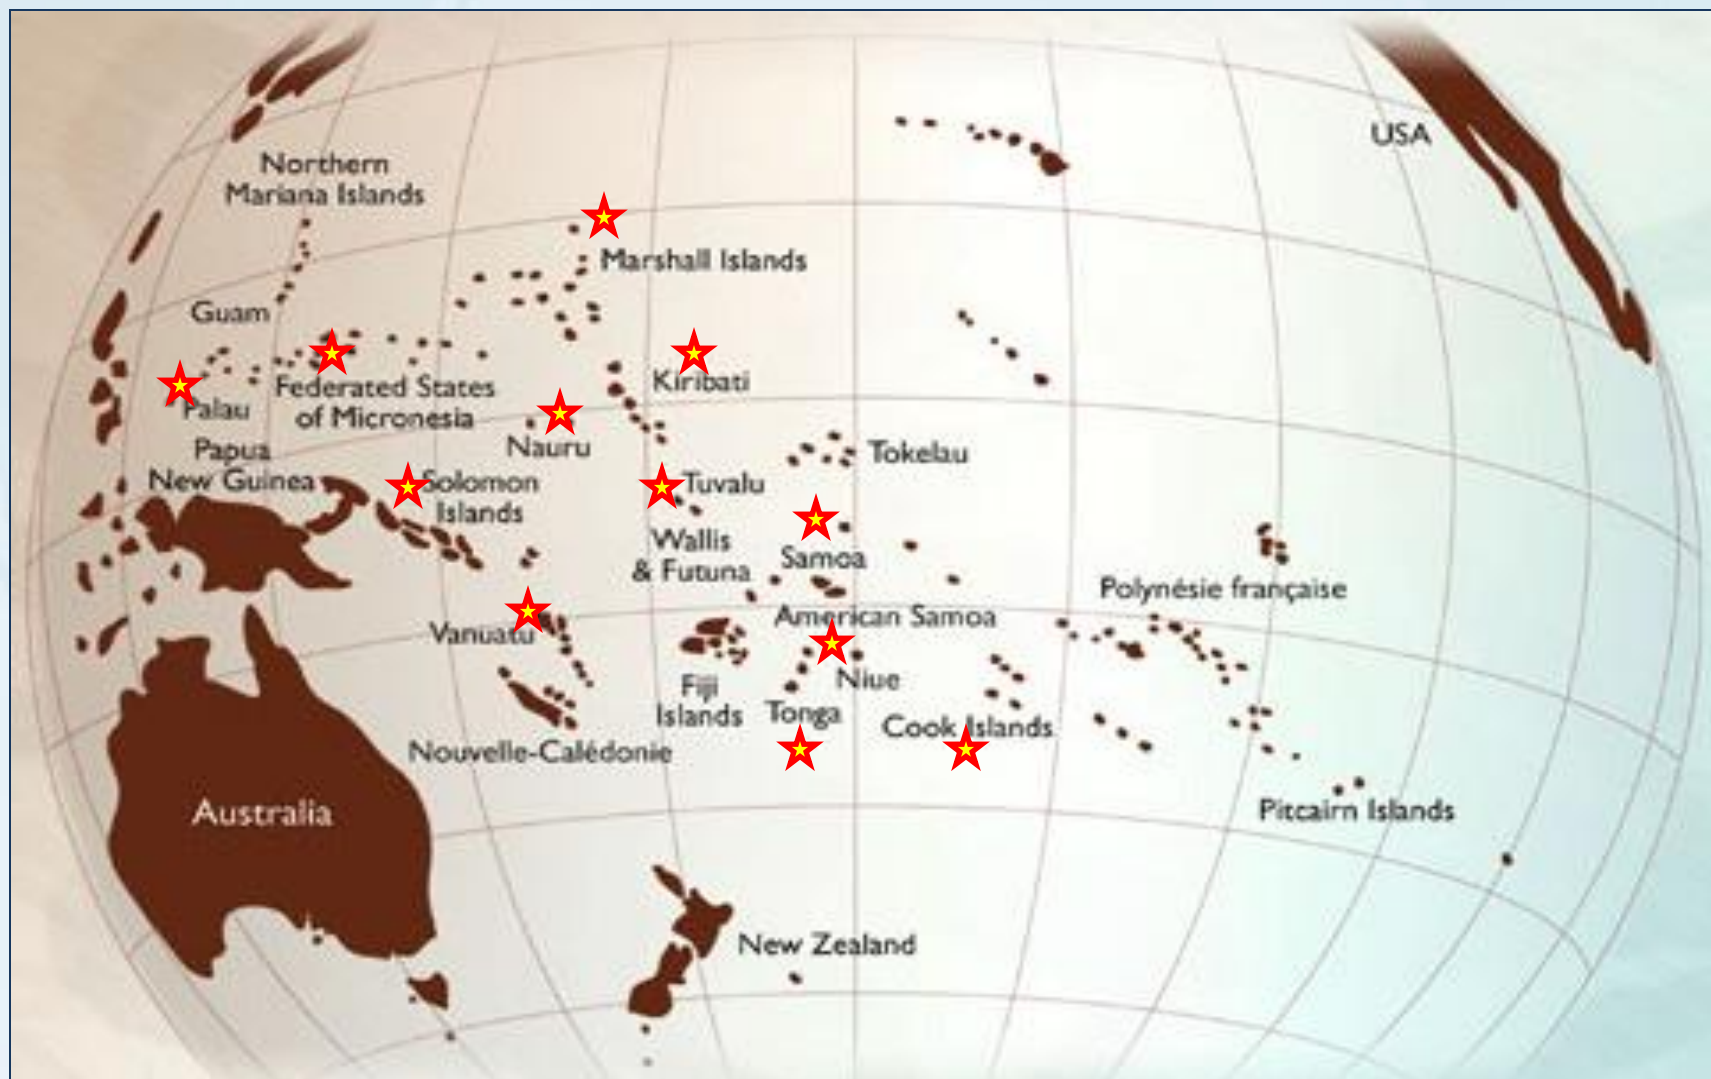 USA
Northern
Mariana Islands
Marshall Islands
Guam
Kiribati
Federated States
of Micronesia
Palau
Nauru
Papua
New Guinea
Tokelau
Solomon
Islands
Tuvalu
Wallis
& Futuna
Samoa
Polynésie française
American Samoa
Vanuatu
Niue
Fiji
Islands
Tonga
Cook Islands
Nouvelle-Calédonie
Australia
Pitcairn Islands
New Zealand